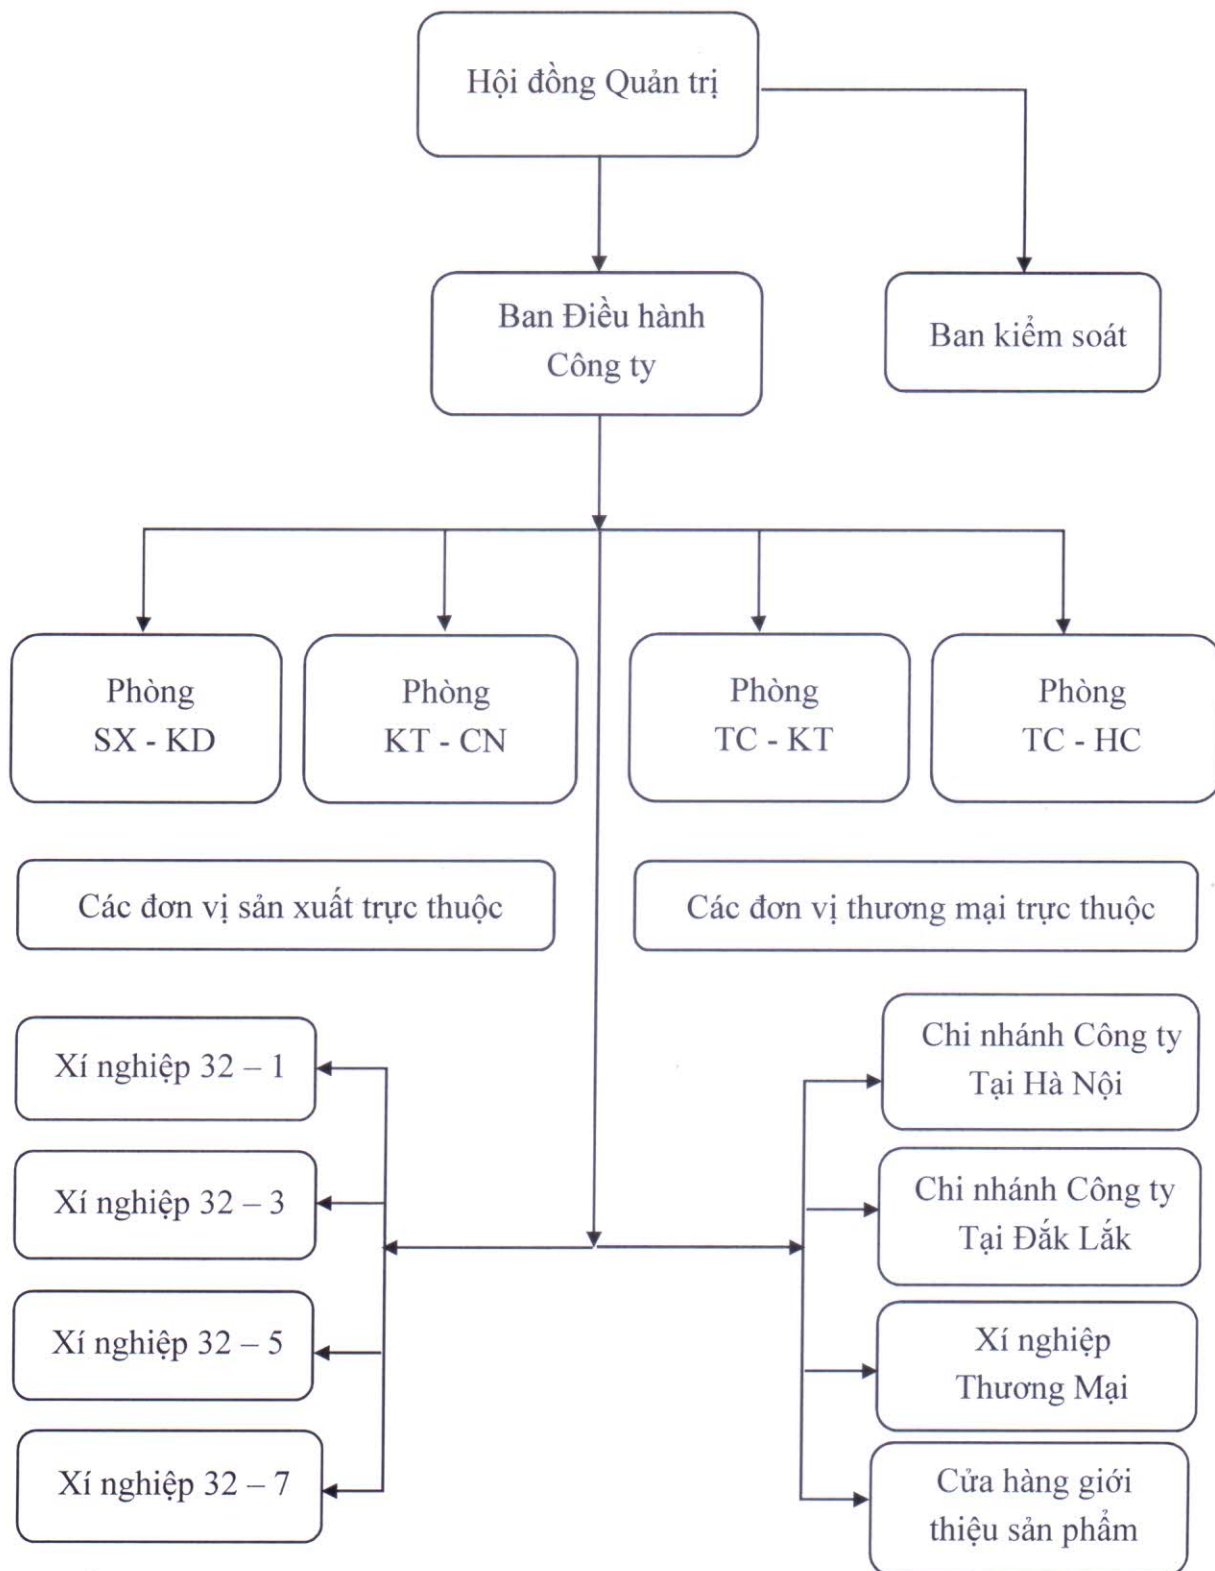 Hội đồng Quản trị
Ban Điều hành
Công ty
Ban kiểm soát
Phòng
SX - KD
Phòng
KT - CN
Phòng
TC - KT
Phòng
TC - HC
Các đơn vị sản xuất trực thuộc
Các đơn vị thương mại trực thuộc
Xí nghiệp 32 – 1
Xí nghiệp 32 – 3
Xí nghiệp 32 – 5
Xí nghiệp 32 – 7
Chi nhánh Công ty
Tại Hà Nội
Chi nhánh Công ty
Tại Đắk Lắk
Xí nghiệp
Thương Mại
Cửa hàng giới
thiệu sản phẩm